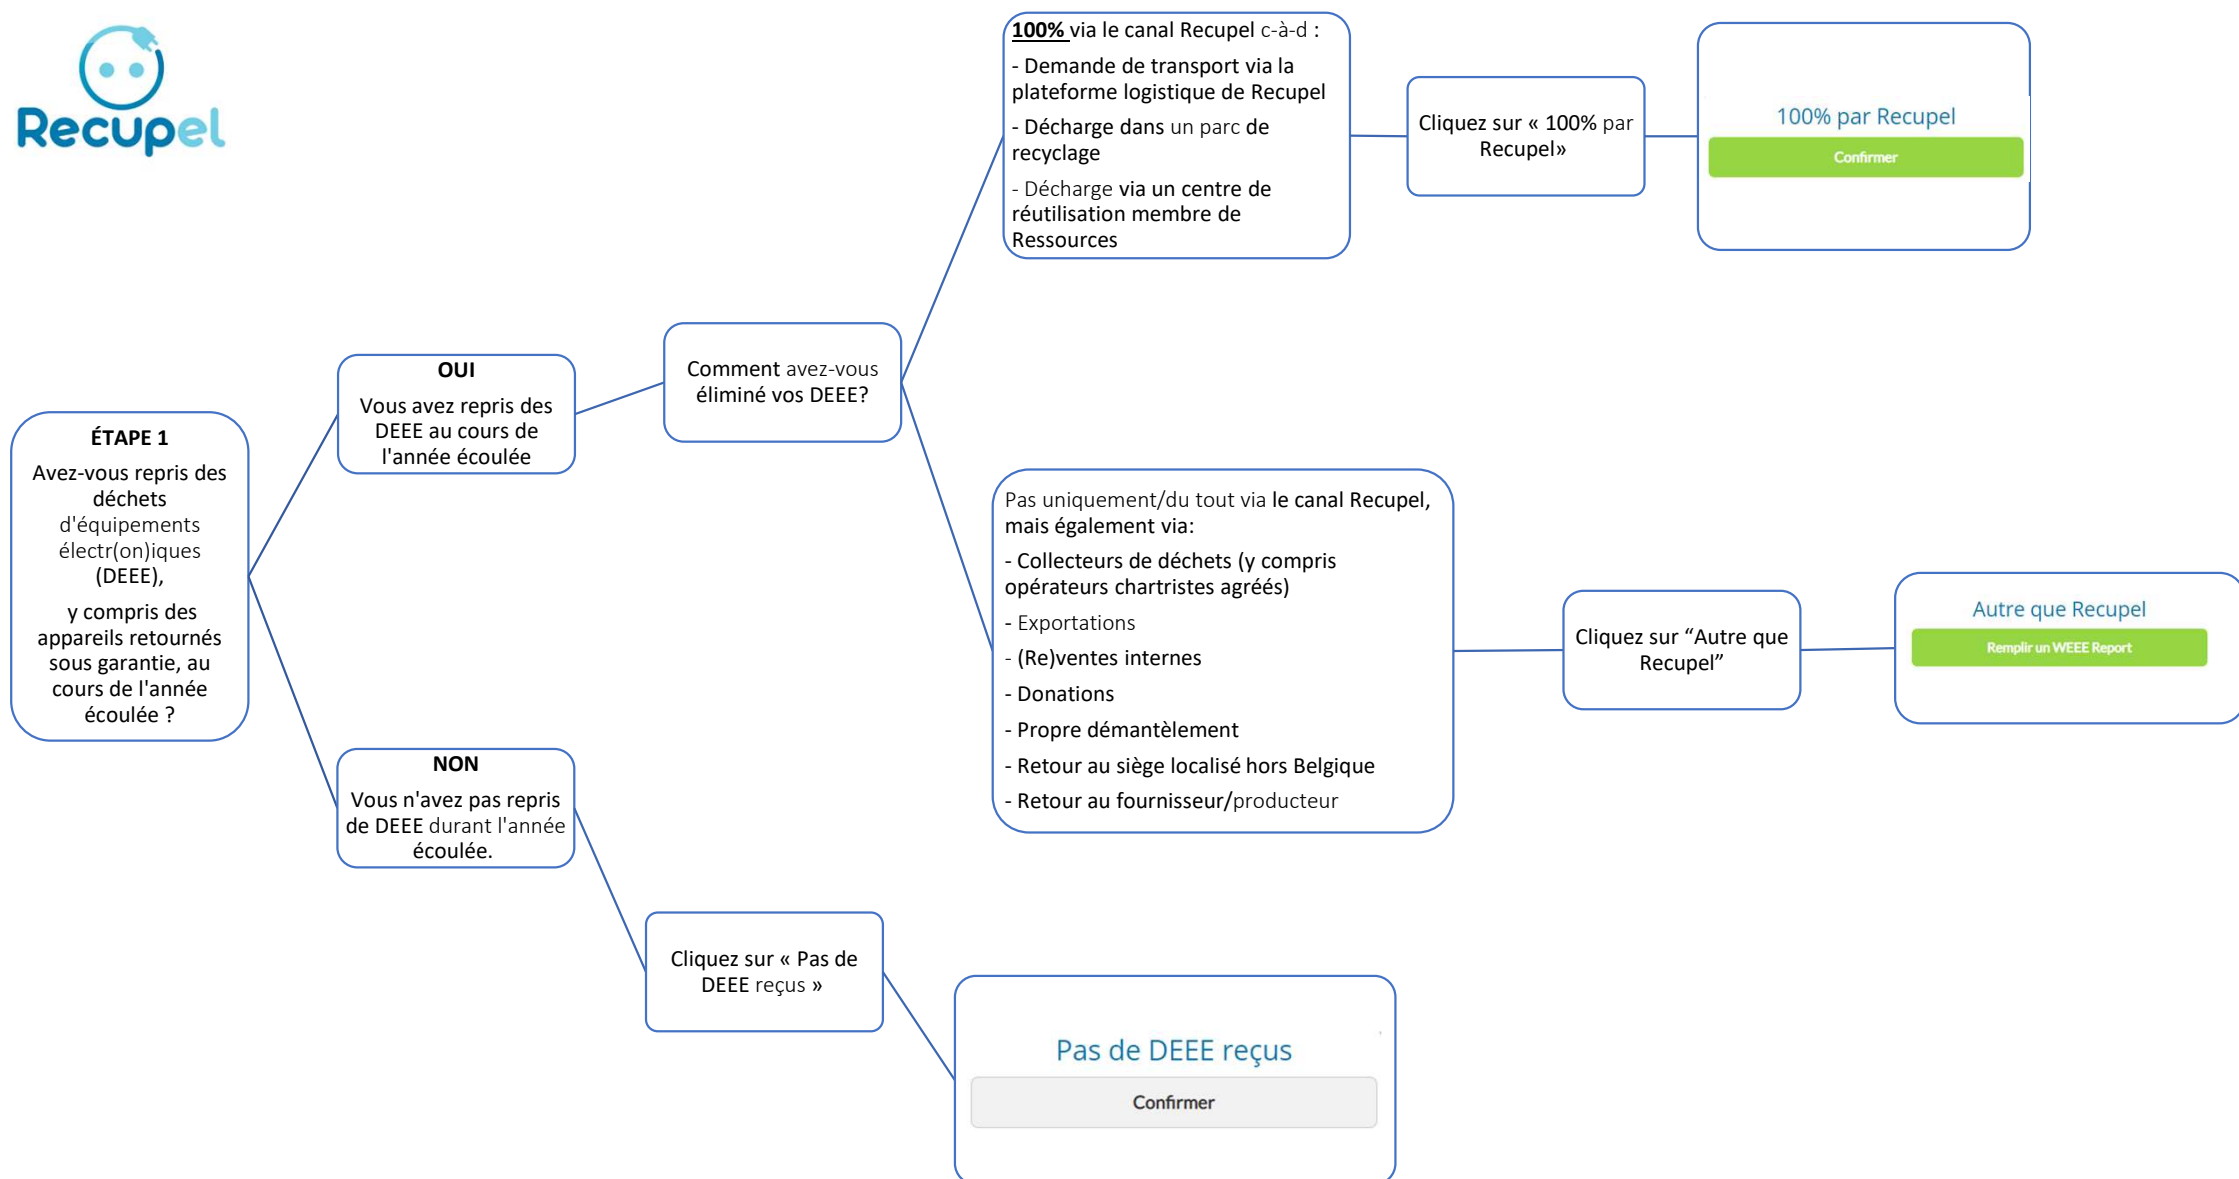 Recupel
ÉTAPE 1
Avez-vous repris des
déchets
d'équipements
électr(on)iques
(DEEE),
y compris des
appareils retournés
sous garantie, au
cours de l'année
écoulée ?
OUI
Vous avez repris des
DEEE au cours de
l'année écoulée
Comment avez-vous
éliminé vos DEEE?
100% via le canal Recupel c-à-d :
- Demande de transport via la
plateforme logistique de Recupel
- Décharge dans un parc de
recyclage
- Décharge via un centre de
réutilisation membre de
Ressources
Cliquez sur « 100% par
Recupel»
100% par Recupel
Confirmer
Pas uniquement/du tout via le canal Recupel,
mais également via:
- Collecteurs de déchets (y compris
opérateurs chartristes agréés)
- Exportations
- (Re)ventes internes
- Donations
- Propre démantèlement
- Retour au siège localisé hors Belgique
- Retour au fournisseur/producteur
Cliquez sur “Autre que
Recupel”
Autre que Recupel
Remplir un WEEE Report
NON
Vous n'avez pas repris
de DEEE durant l'année
écoulée.
Cliquez sur « Pas de
DEEE reçus »
Pas de DEEE reçus
Confirmer